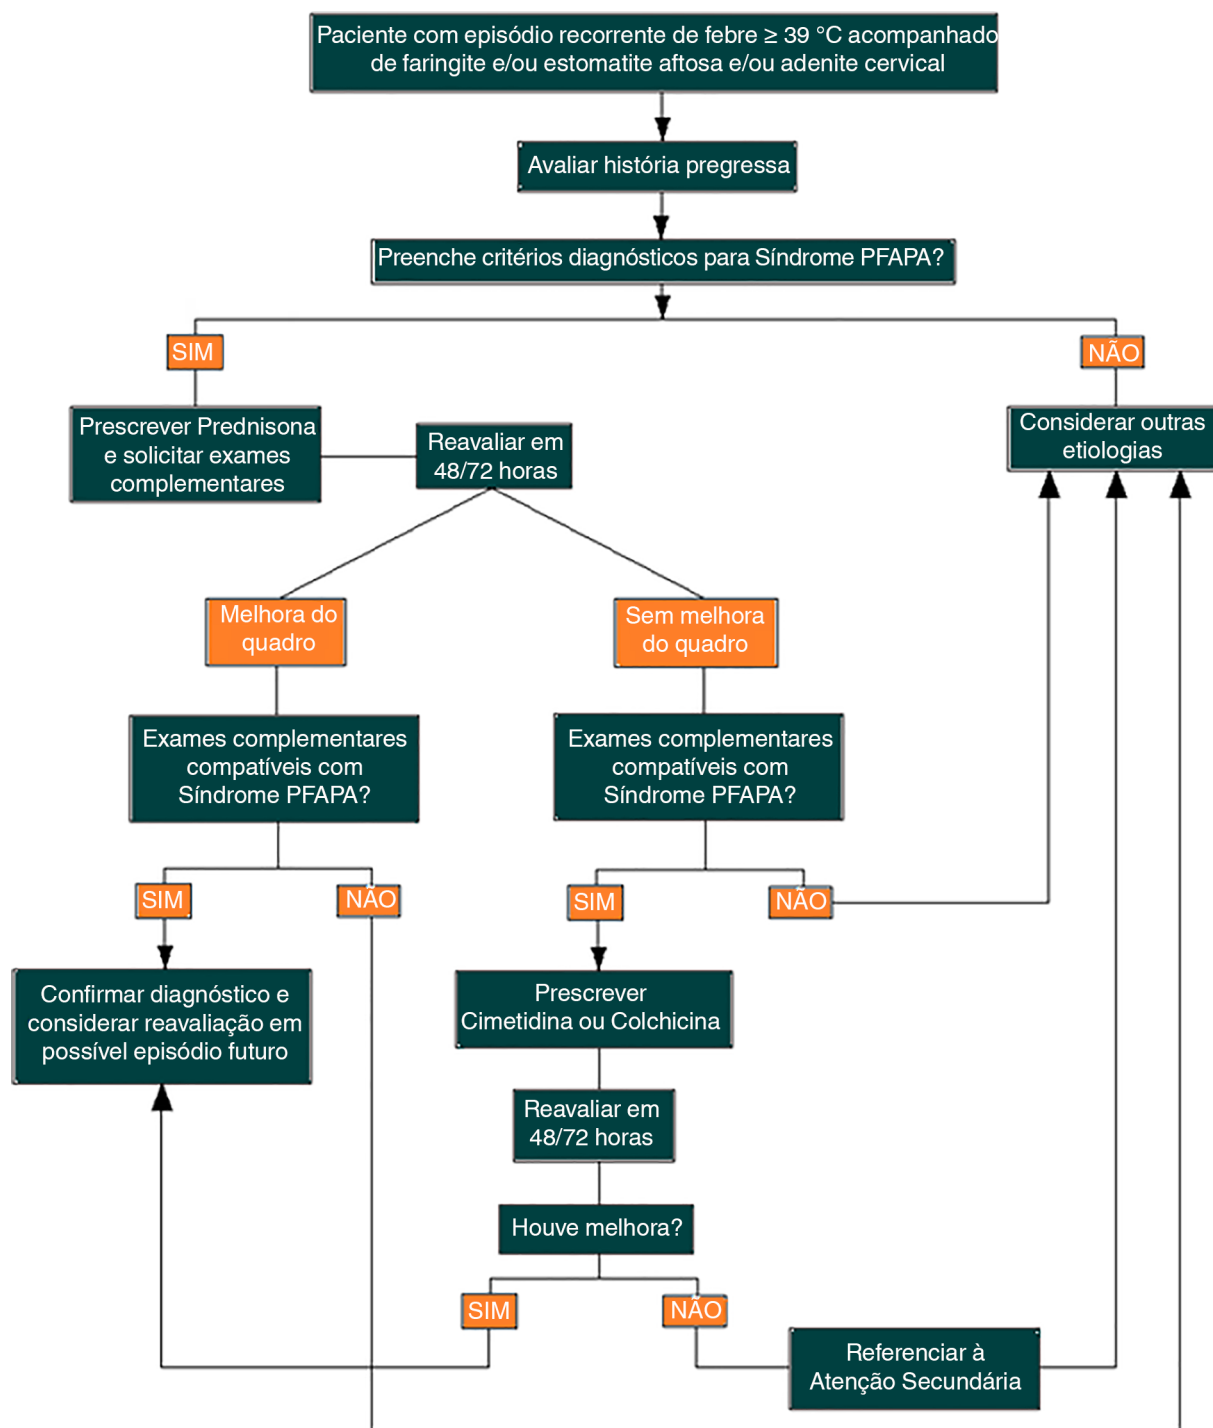 Paciente com episódio recorrente de febre ≥ 39 °C acompanhado
de faringite e/ou estomatite aftosa e/ou adenite cervical
Avaliar história pregressa
Preenche critérios diagnósticos para Síndrome PFAPA?
SIM
NÃO
Prescrever Prednisona
e solicitar exames
complementares
Reavaliar em
48/72 horas
Considerar outras
etiologias
Melhora do
quadro
Sem melhora
do quadro
Exames complementares
compatíveis com
Síndrome PFAPA?
Exames complementares
compatíveis com
Síndrome PFAPA?
SIM
NÃO
SIM
NÃO
Confirmar diagnóstico e
considerar reavaliação em
possível episódio futuro
Prescrever
Cimetidina ou Colchicina
Reavaliar em
48/72 horas
Houve melhora?
SIM
NÃO
Referenciar à
Atenção Secundária